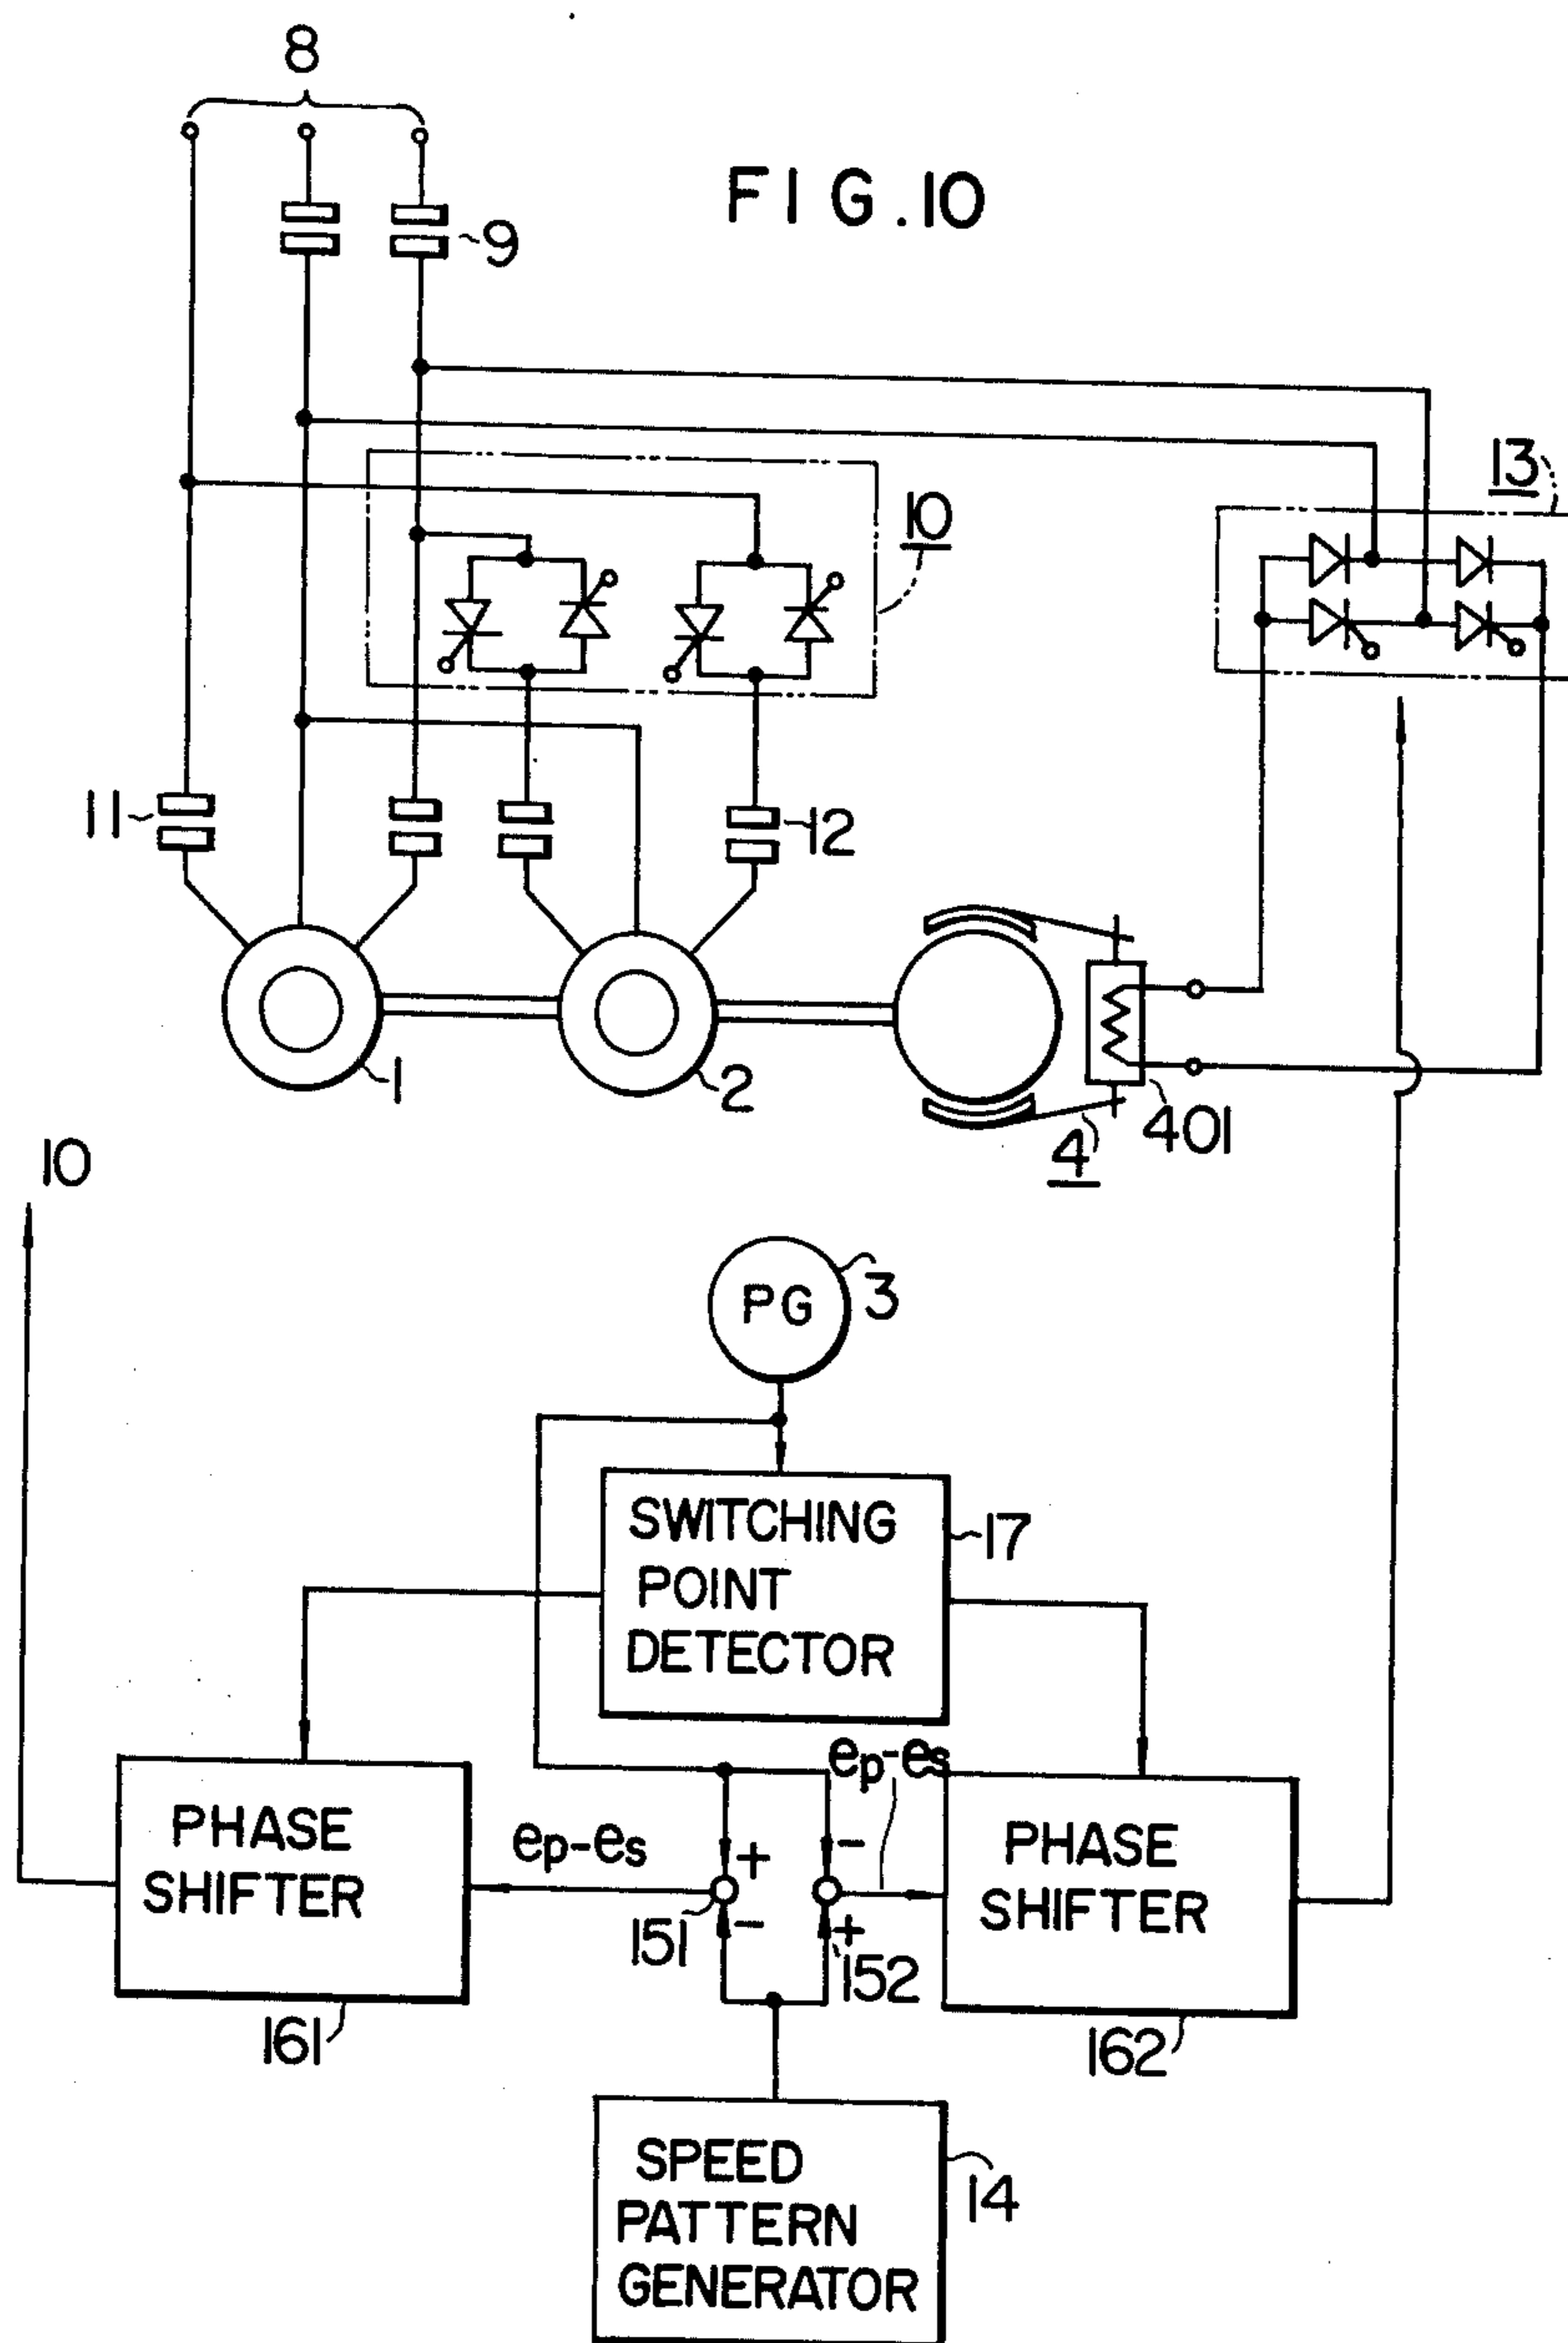 8
FIG.10
9
13
10
11
12
1
2
401
4
10
PG
3
SWITCHING
POINT
DETECTOR
17
ep-es
PHASE
SHIFTER
ep-es
+
-
PHASE
SHIFTER
151
-
+
152
161
162
SPEED
PATTERN
GENERATOR
14